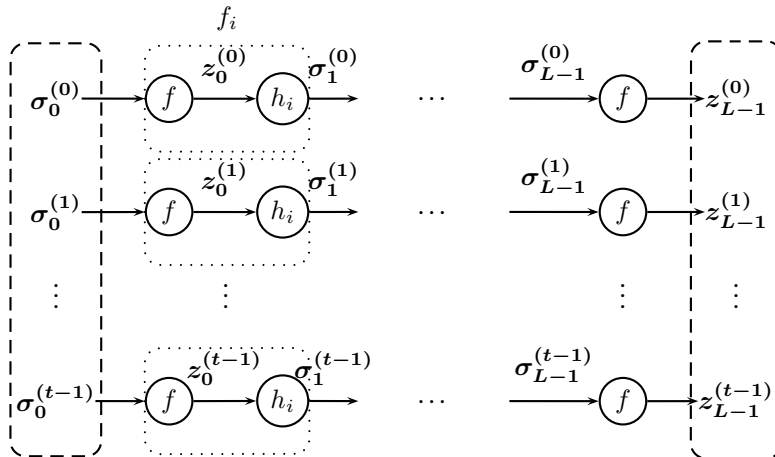 f_i
z_0^{(0)} σ_1^{(0)} σ_{L-1}^{(0)}
σ_0^{(0)} f h_i ... f z_{L-1}^{(0)}
z_0^{(1)} σ_1^{(1)} σ_{L-1}^{(1)}
σ_0^{(1)} f h_i ... f z_{L-1}^{(1)}
⋮ ⋮ ⋮ ⋮
z_0^{(t-1)} σ_1^{(t-1)} σ_{L-1}^{(t-1)}
σ_0^{(t-1)} f h_i ... f z_{L-1}^{(t-1)}